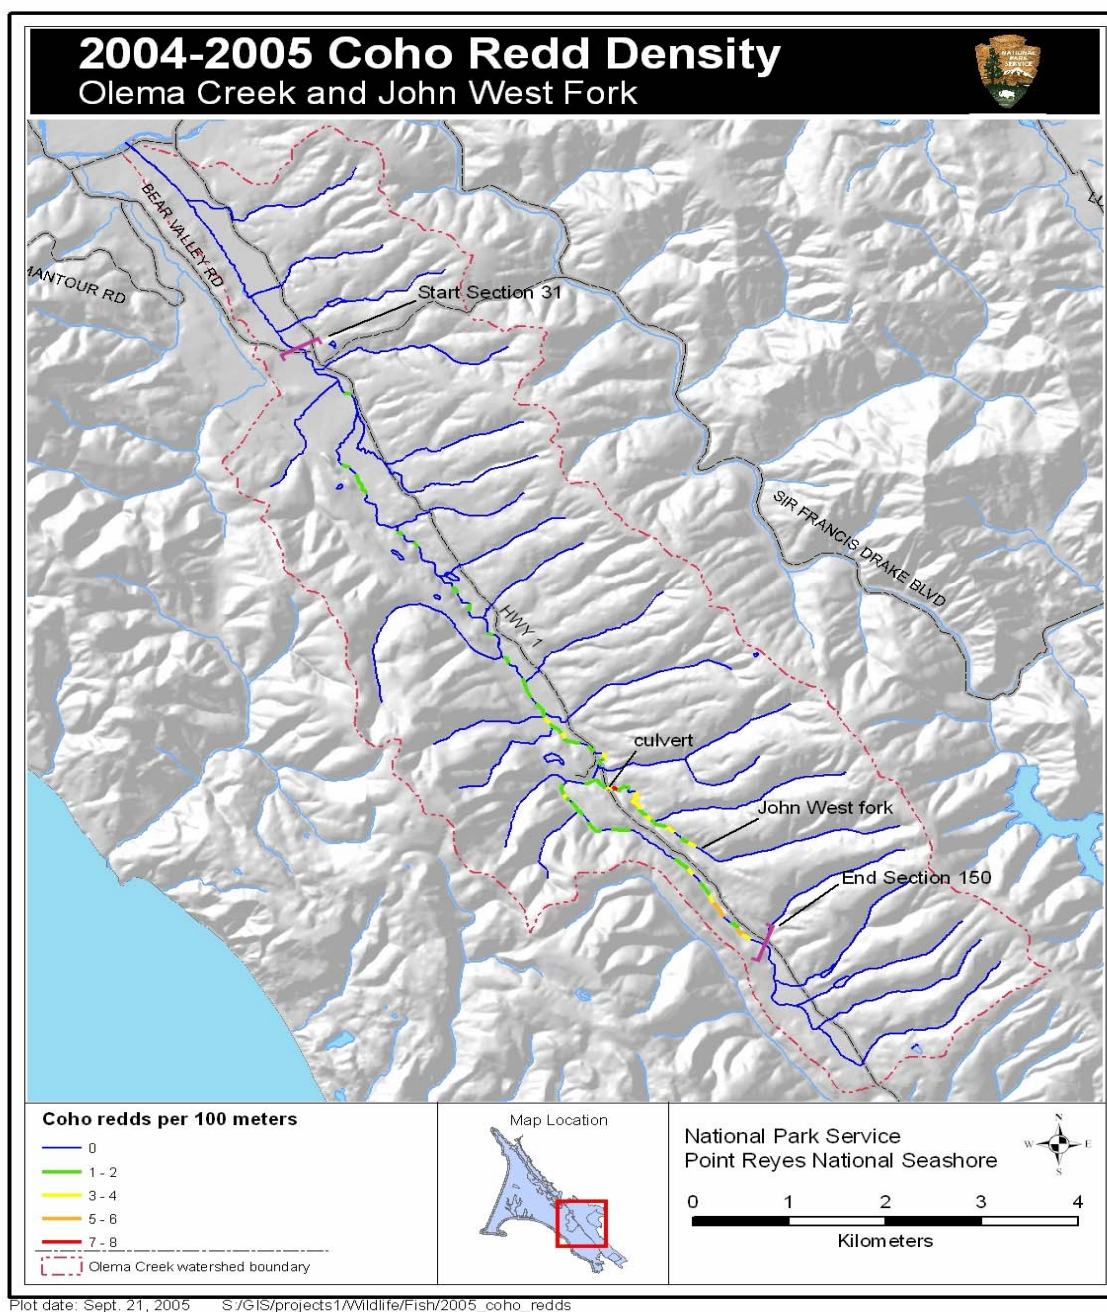 2004-2005 Coho Redd Density
Olema Creek and John West Fork
NATIONAL
PARK
SERVICE
BEAR VALLEY RD
MANTOUR RD
Start Section 31
SIR FRANCIS DRAKE BLVD
HWY 1
culvert
John West fork
End Section 150
Coho redds per 100 meters
0
1 - 2
3 - 4
5 - 6
7 - 8
Olema Creek watershed boundary
Map Location
National Park Service
Point Reyes National Seashore
N
W E
S
0 1 2 3 4
Kilometers
Plot date: Sept. 21, 2005 S:/GIS/projects1/Wildlife/Fish/2005_coho_redds